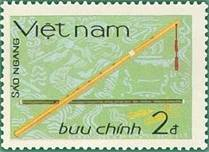 Việt nam
SÁO NGANG
bưu chính 2đ